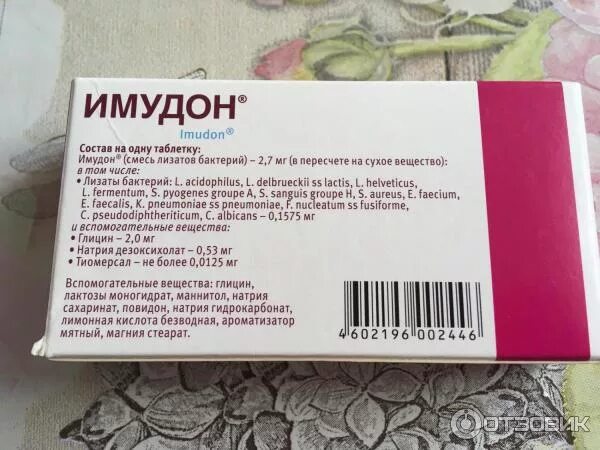 ИМУДОН®
Imudon®
Состав на одну таблетку:
Имудон® (смесь лизатов бактерий) – 2,7 мг (в пересчете на сухое вещество):
в том числе:
• Лизаты бактерий: L. acidophilus, L. delbrueckii ss lactis, L. helveticus,
L. fermentum, S. pyogenes groupe A, S. sanguis groupe H, S. aureus, E. faecium,
E. faecalis, K. pneumoniae ss pneumoniae, F. nucleatum ss fusiforme,
C. pseudodiphtheriticum, C. albicans – 0,1575 мг
и вспомогательные вещества:
• Глицин – 2,0 мг
• Натрия дезоксихолат – 0,53 мг
• Тиомерсал – не более 0,0125 мг
Вспомогательные вещества: глицин,
лактозы моногидрат, маннитол, натрия
сахаринат, повидон, натрия гидрокарбонат,
лимонная кислота безводная, ароматизатор
мятный, магния стеарат.
4602196002446
ОТЗОВИК